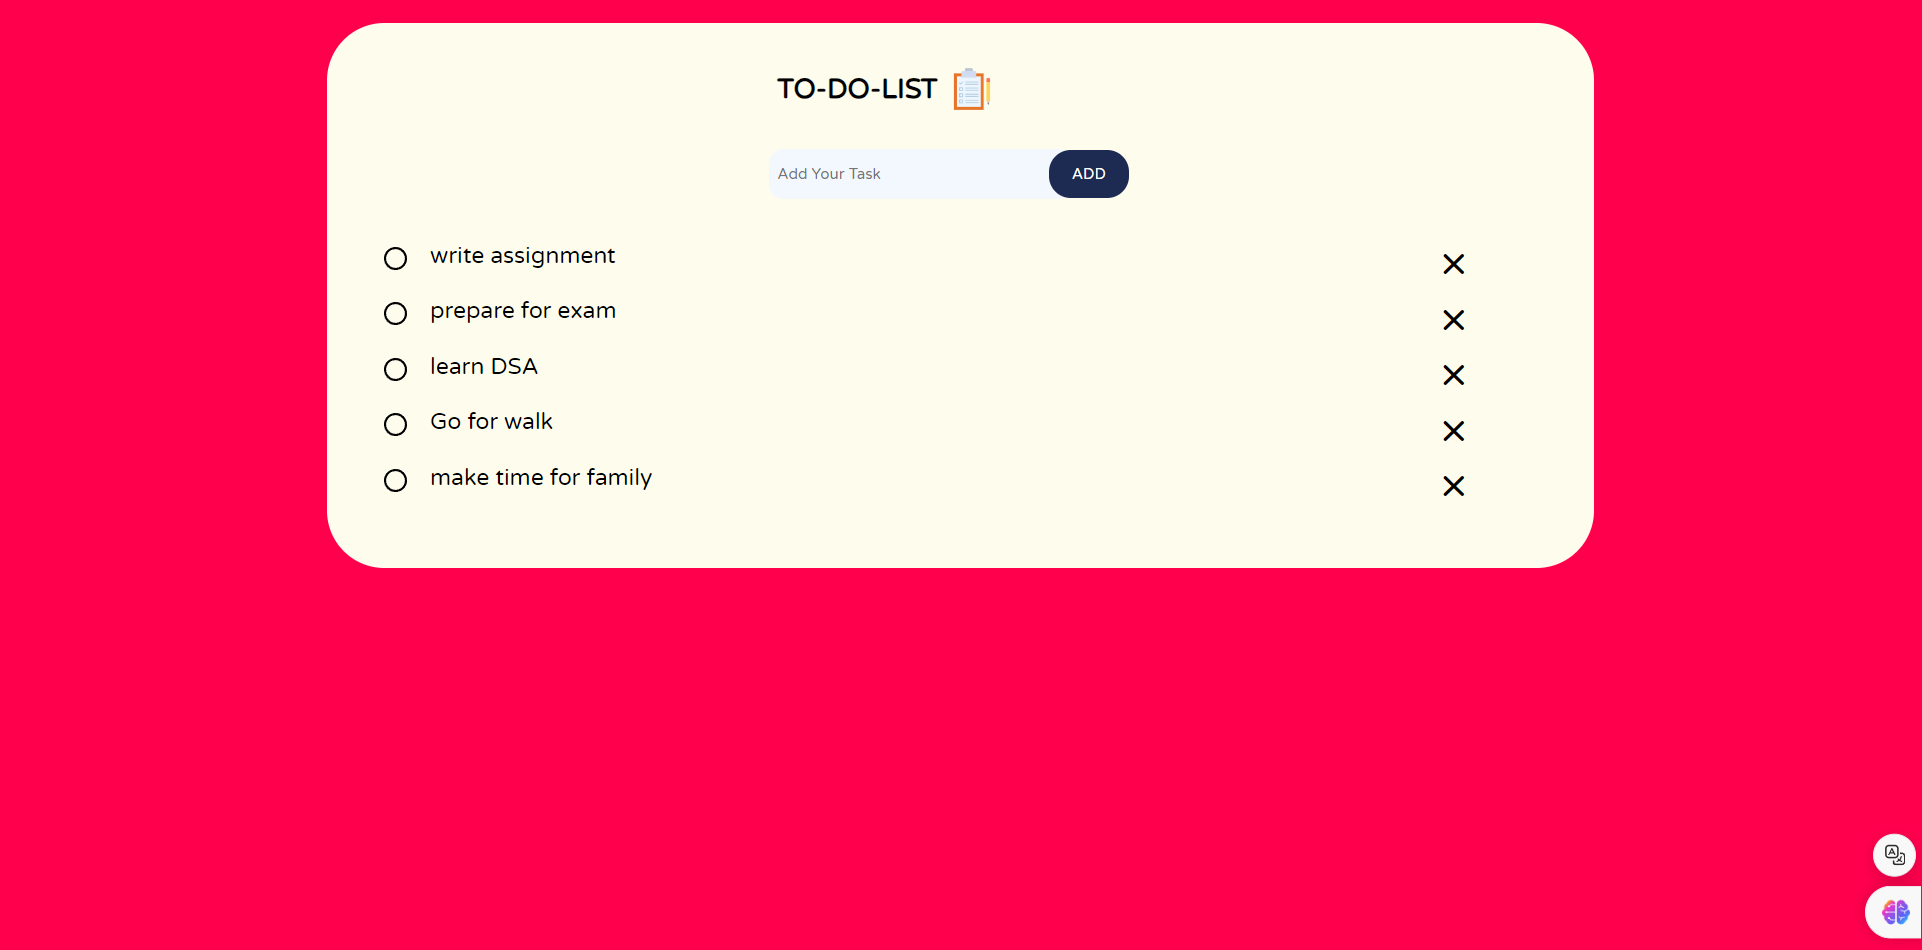 TO-DO-LIST
Add Your Task
ADD
write assignment
prepare for exam
learn DSA
Go for walk
make time for family